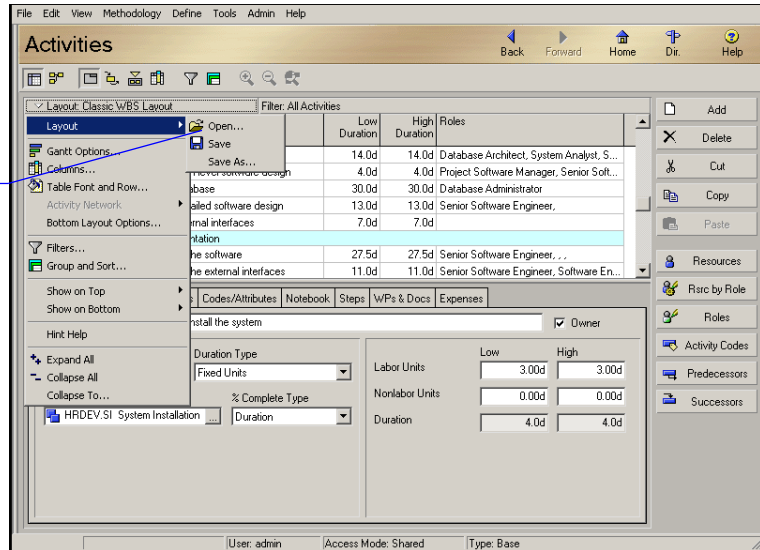 File Edit View Methodology Define Tools Admin Help
Activities
Back Forward Home Dir. Help
Layout: Classic WBS Layout Filter: All Activities
Low Duration High Duration Roles
14.0d 14.0d Database Architect, System Analyst, S...
design 4.0d 4.0d Project Software Manager, Senior Soft...
30.0d 30.0d Database Administrator
software design 13.0d 13.0d Senior Software Engineer,
interfaces 7.0d 7.0d
he software 27.5d 27.5d Senior Software Engineer, , ,
he external interfaces 11.0d 11.0d Senior Software Engineer, Software En...
Layout
Gantt Options...
Columns...
Table Font and Row...
Activity Network
Bottom Layout Options...
Filters...
Group and Sort...
Show on Top
Show on Bottom
Hint Help
Expand All
Collapse All
Collapse To...
Open...
Save
Save As...
Codes/Attributes Notebook Steps WPs & Docs Expenses
nstall the system Owner
Duration Type
Fixed Units
% Complete Type
HRDEV.SI System Installation ... Duration
Low High
Labor Units 3.00d 3.00d
Nonlabor Units 0.00d 0.00d
Duration 4.0d 4.0d
Add
Delete
Cut
Copy
Paste
Resources
Rsrc by Role
Roles
Activity Codes
Predecessors
Successors
User: admin Access Mode: Shared Type: Base